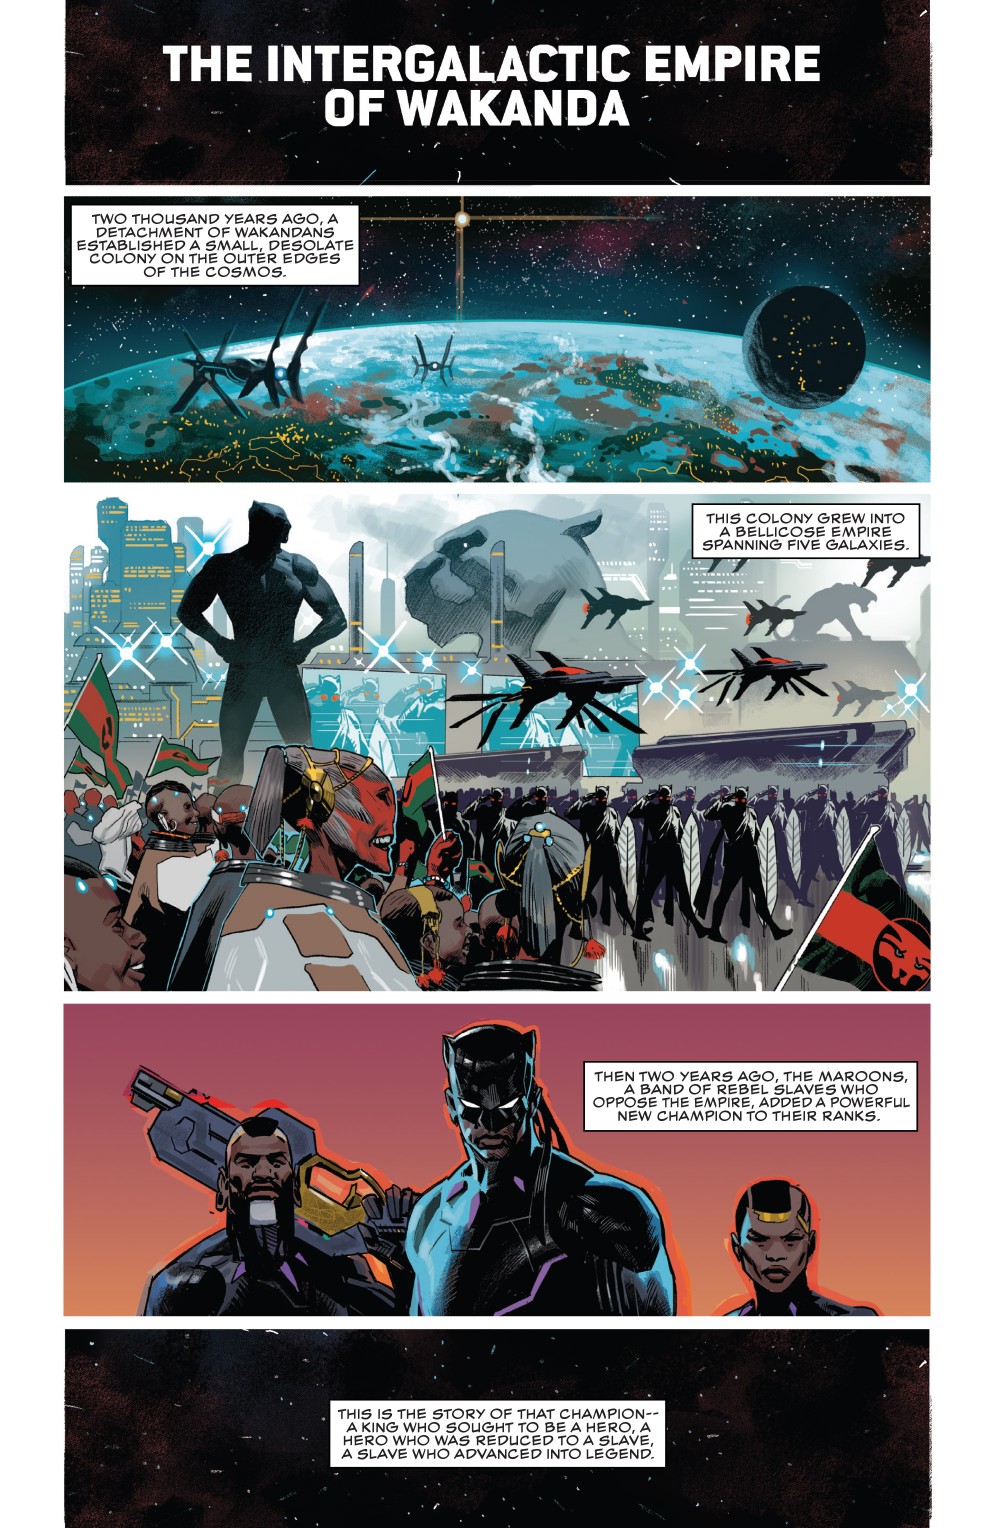 THE INTERGALACTIC EMPIRE
OF WAKANDA
TWO THOUSAND YEARS AGO, A
DETACHMENT OF WAKANDANS
ESTABLISHED A SMALL, DESOLATE
COLONY ON THE OUTER EDGES
OF THE COSMOS.
THIS COLONY GREW INTO
A BELLICOSE EMPIRE
SPANNING FIVE GALAXIES.
THEN TWO YEARS AGO, THE MAROONS,
A BAND OF REBEL SLAVES WHO
OPPOSE THE EMPIRE, ADDED A POWERFUL
NEW CHAMPION TO THEIR RANKS.
THIS IS THE STORY OF THAT CHAMPION--
A KING WHO SOUGHT TO BE A HERO, A
HERO WHO WAS REDUCED TO A SLAVE,
A SLAVE WHO ADVANCED INTO LEGEND.